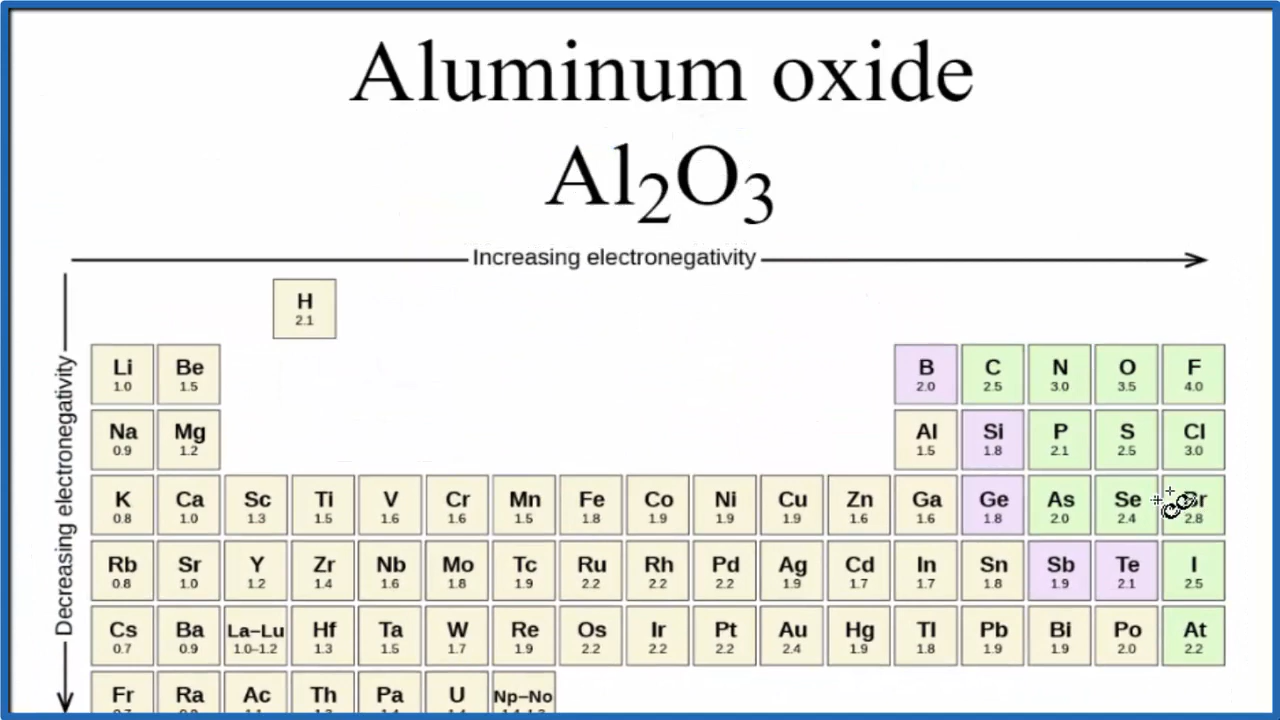 Aluminum oxide
Al₂O₃
Increasing electronegativity
Decreasing electronegativity
H
2.1
Li Be B C N O F
1.0 1.5 2.0 2.5 3.0 3.5 4.0
Na Mg Al Si P S Cl
0.9 1.2 1.5 1.8 2.1 2.5 3.0
K Ca Sc Ti V Cr Mn Fe Co Ni Cu Zn Ga Ge As Se
0.8 1.0 1.3 1.5 1.6 1.6 1.5 1.8 1.9 1.9 1.9 1.6 1.6 1.8 2.0 2.4 2.8
Rb Sr Y Zr Nb Mo Tc Ru Rh Pd Ag Cd In Sn Sb Te I
0.8 1.0 1.2 1.4 1.6 1.8 1.9 2.2 2.2 2.2 1.9 1.7 1.7 1.8 1.9 2.1 2.5
Cs Ba La–Lu Hf Ta W Re Os Ir Pt Au Hg Tl Pb Bi Po At
0.7 0.9 1.0–1.2 1.3 1.5 1.7 1.9 2.2 2.2 2.2 2.4 1.9 1.8 1.9 1.9 2.0 2.2
Fr Ra Ac Th Pa U Np–No